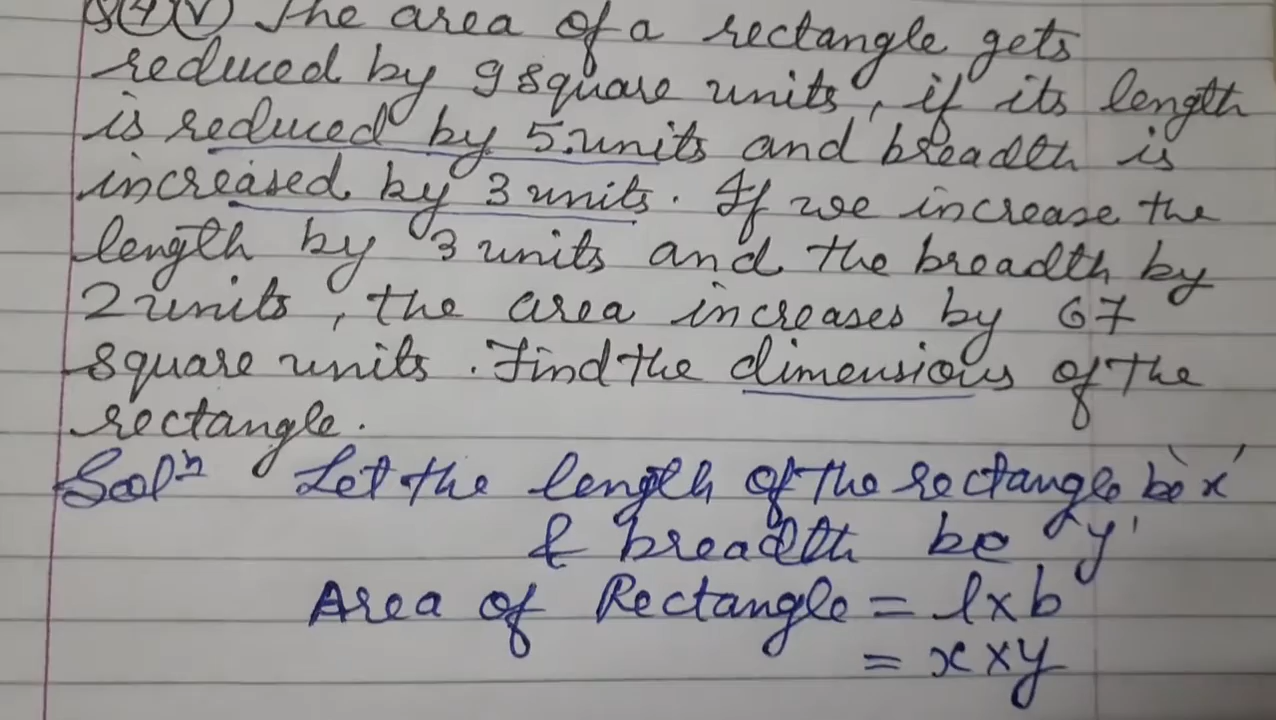 Q(4)(V) The area of a rectangle gets
reduced by 9 square units, if its length
is reduced by 5 units and breadth is
increased by 3 units. If we increase the
length by 3 units and the breadth by
2 units, the area increases by 67
square units. Find the dimensions of the
rectangle.
Solⁿ Let the length of the rectangle be 'x'
& breadth be 'y'
Area of Rectangle = l×b
= x×y